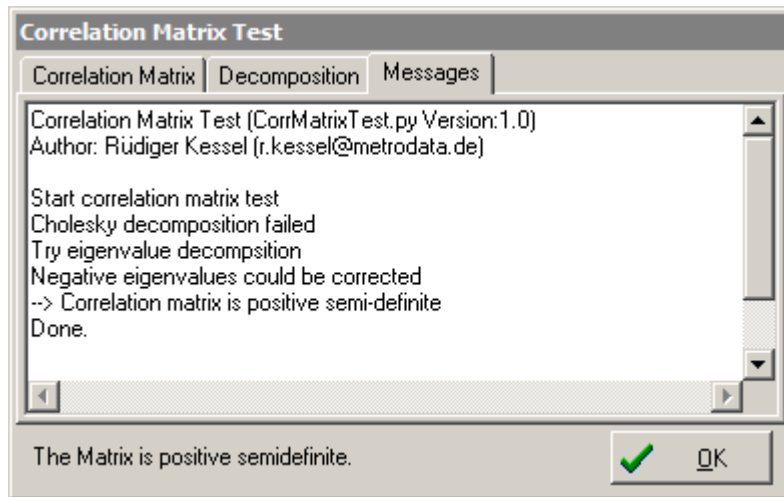 Correlation Matrix Test
Correlation Matrix Decomposition Messages
Correlation Matrix Test (CorrMatrixTest.py Version:1.0)
Author: Rüdiger Kessel (r.kessel@metrodata.de)
Start correlation matrix test
Cholesky decomposition failed
Try eigenvalue decompsition
Negative eigenvalues could be corrected
--> Correlation matrix is positive semi-definite
Done.
The Matrix is positive semidefinite.
OK